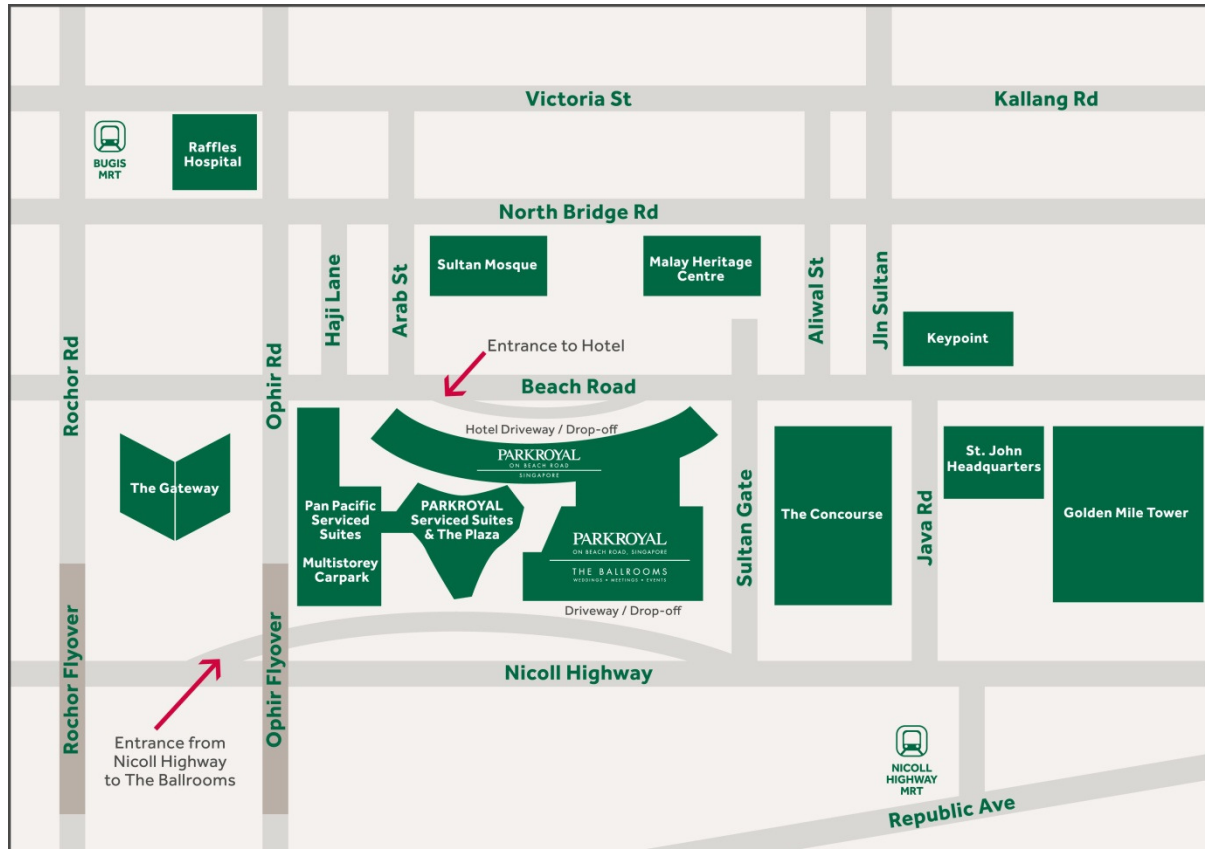 Victoria St
Kallang Rd
BUGIS
MRT
Raffles
Hospital
North Bridge Rd
Rochor Rd
Ophir Rd
Haji Lane
Arab St
Sultan Mosque
Malay Heritage
Centre
Aliwal St
Jln Sultan
Keypoint
Entrance to Hotel
Beach Road
Hotel Driveway / Drop-off
PARKROYAL
ON BEACH ROAD
SINGAPORE
The Gateway
Pan Pacific
Serviced
Suites
Multistorey
Carpark
PARKROYAL
Serviced Suites
& The Plaza
PARKROYAL
ON BEACH ROAD, SINGAPORE
THE BALLROOMS
WEDDINGS • MEETINGS • EVENTS
Driveway / Drop-off
Sultan Gate
The Concourse
Java Rd
St. John
Headquarters
Golden Mile Tower
Rochor Flyover
Ophir Flyover
Nicoll Highway
Entrance from
Nicoll Highway
to The Ballrooms
NICOLL
HIGHWAY
MRT
Republic Ave